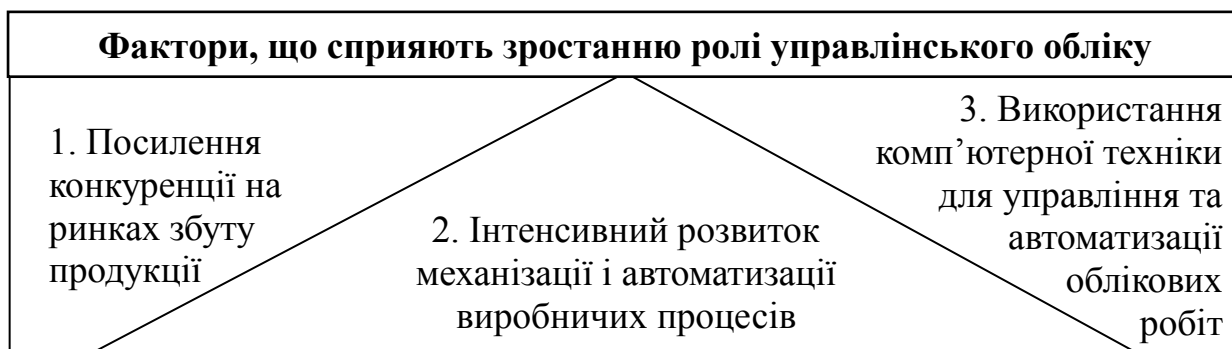 Фактори, що сприяють зростанню ролі управлінського обліку
1. Посилення
конкуренції на
ринках збуту
продукції
2. Інтенсивний розвиток
механізації і автоматизації
виробничих процесів
3. Використання
комп’ютерної техніки
для управління та
автоматизації
облікових
робіт